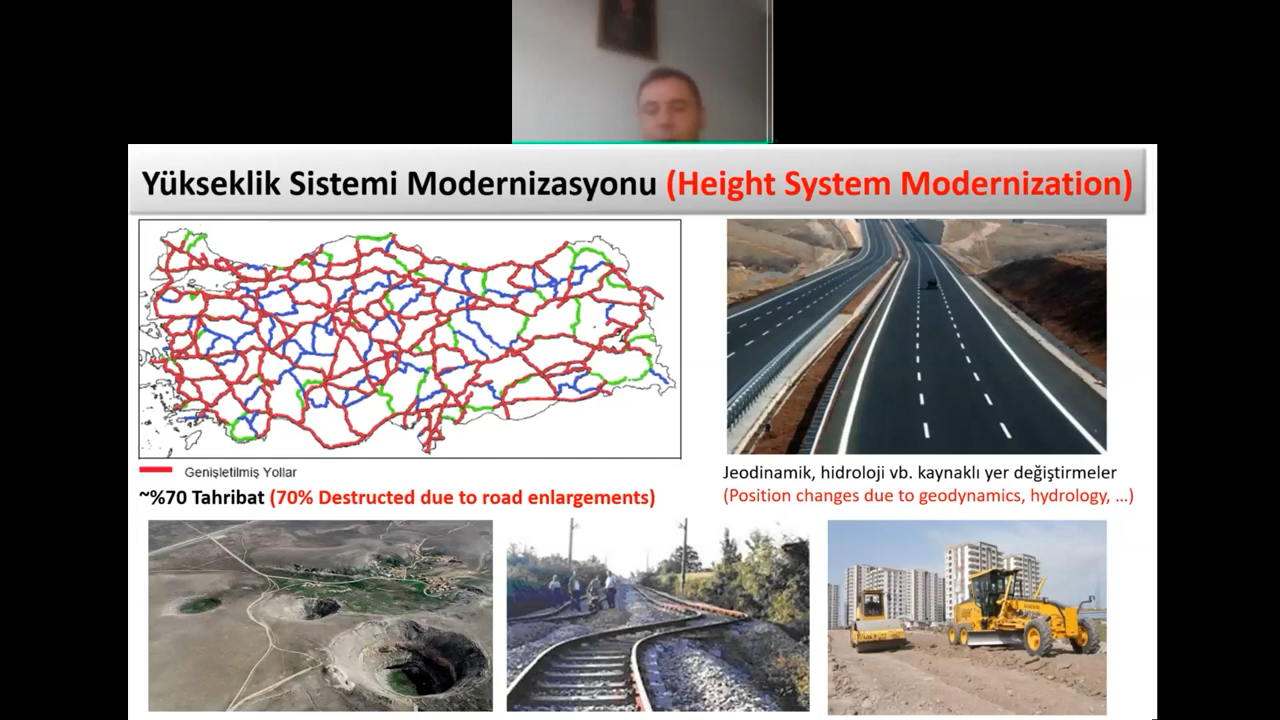 Yükseklik Sistemi Modernizasyonu (Height System Modernization)
Genişletilmiş Yollar
~%70 Tahribat (70% Destructed due to road enlargements)
Jeodinamik, hidroloji vb. kaynaklı yer değiştirmeler
(Position changes due to geodynamics, hydrology, ...)